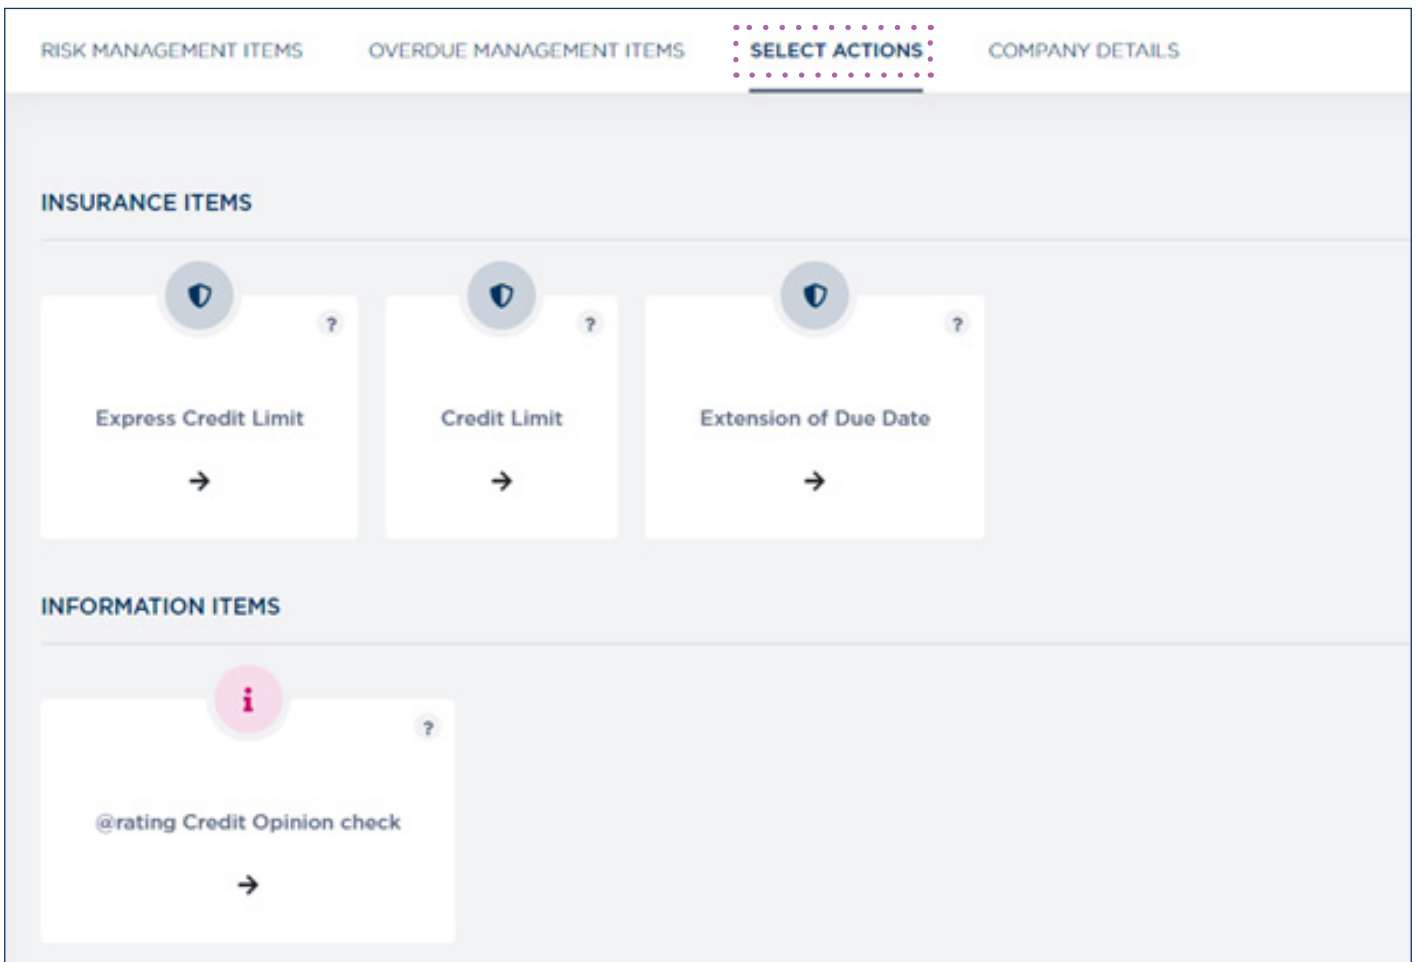 RISK MANAGEMENT ITEMS OVERDUE MANAGEMENT ITEMS SELECT ACTIONS COMPANY DETAILS
INSURANCE ITEMS
? ? ?
Express Credit Limit Credit Limit Extension of Due Date
INFORMATION ITEMS
i
?
@rating Credit Opinion check